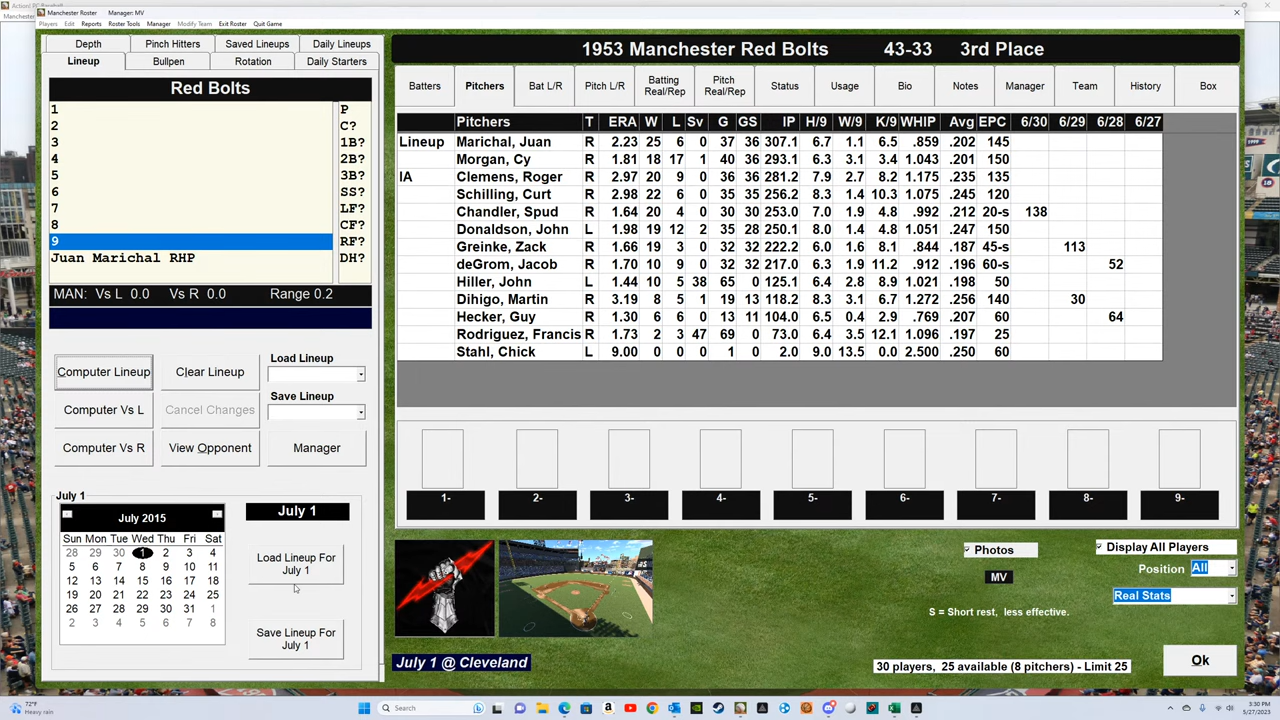 Action! PC Baseball
Manchester Roster Manager: MV
Players Edit Reports Roster Tools Manager Modify Team Exit Roster Quit Game
Depth Pinch Hitters Saved Lineups Daily Lineups
Lineup Bullpen Rotation Daily Starters
Red Bolts
1 P
2 C?
3 1B?
4 2B?
5 3B?
6 SS?
7 LF?
8 CF?
9 RF?
Juan Marichal RHP DH?
MAN: Vs L 0.0 Vs R 0.0 Range 0.2
Computer Lineup Clear Lineup Load Lineup
Computer Vs L Cancel Changes Save Lineup
Computer Vs R View Opponent Manager
July 1
July 2015
Sun Mon Tue Wed Thu Fri Sat
28 29 30 1 2 3 4
5 6 7 8 9 10 11
12 13 14 15 16 17 18
19 20 21 22 23 24 25
26 27 28 29 30 31 1
2 3 4 5 6 7 8
July 1
Load Lineup For
July 1
Save Lineup For
July 1
1953 Manchester Red Bolts 43-33 3rd Place
Batters Pitchers Bat L/R Pitch L/R Batting Real/Rep Pitch Real/Rep Status Usage Bio Notes Manager Team History Box
Pitchers T ERA W L Sv G GS IP H/9 W/9 K/9 WHIP Avg EPC 6/30 6/29 6/28 6/27
Lineup Marichal, Juan R 2.23 25 6 0 37 36 307.1 6.7 1.1 6.5 .859 .202 145
Morgan, Cy R 1.81 18 17 1 40 36 293.1 6.3 3.1 3.4 1.043 .201 150
IA Clemens, Roger R 2.97 20 9 0 36 36 281.2 7.9 2.7 8.2 1.175 .235 135
Schilling, Curt R 2.98 22 6 0 35 35 256.2 8.3 1.4 10.3 1.075 .245 120
Chandler, Spud R 1.64 20 4 0 30 30 253.0 7.0 1.9 4.8 .992 .212 20-s 138
Donaldson, John L 1.98 19 12 2 35 28 250.1 8.0 1.4 4.8 1.051 .247 150
Greinke, Zack R 1.66 19 3 0 32 32 222.2 6.0 1.6 8.1 .844 .187 45-s 113
deGrom, Jacob R 1.70 10 9 0 32 32 217.0 6.3 1.9 11.2 .912 .196 60-s 52
Hiller, John L 1.44 10 5 38 65 0 125.1 6.4 2.8 8.9 1.021 .198 50
Dihigo, Martin R 3.19 8 5 1 19 13 118.2 8.3 3.1 6.7 1.272 .256 140 30
Hecker, Guy R 1.30 6 6 0 13 11 104.0 6.5 0.4 2.9 .769 .207 60 64
Rodriguez, Francis R 1.73 2 3 47 69 0 73.0 6.4 3.5 12.1 1.096 .197 25
Stahl, Chick L 9.00 0 0 0 1 0 2.0 9.0 13.5 0.0 2.500 .250 60
1- 2- 3- 4- 5- 6- 7- 8- 9-
Photos
MV
Display All Players
Position All
Real Stats
S = Short rest, less effective.
July 1 @ Cleveland
30 players, 25 available (8 pitchers) - Limit 25
Ok
72°F
Heavy rain
Search
3:30 PM
5/27/2023